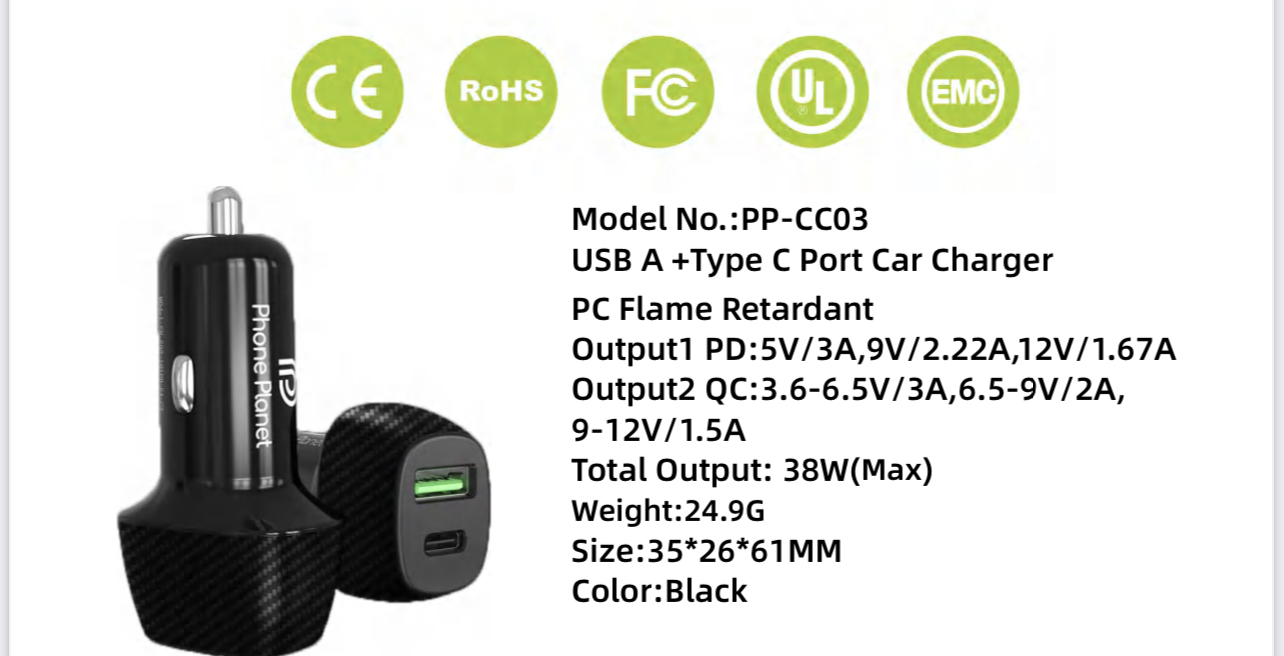 CE
RoHS
FC
UL
®
EMC
Model No.:PP-CC03
USB A +Type C Port Car Charger
PC Flame Retardant
Output1 PD:5V/3A,9V/2.22A,12V/1.67A
Output2 QC:3.6-6.5V/3A,6.5-9V/2A,
9-12V/1.5A
Total Output: 38W(Max)
Weight:24.9G
Size:35*26*61MM
Color:Black
Phone Planet